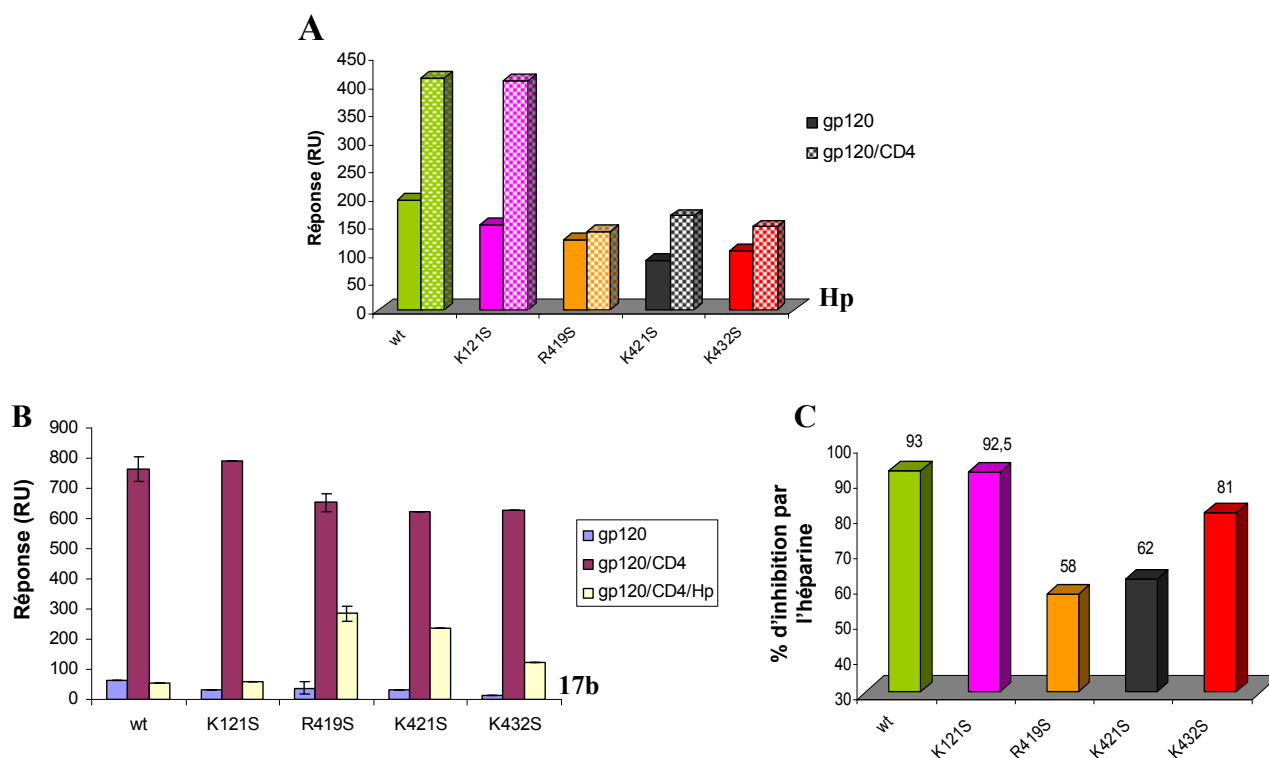 A
450
400
350
300
250
200
150
100
50
0
Réponse (RU)
wt
K121S
R419S
K421S
K432S
Hp
gp120
gp120/CD4
B
900
800
700
600
500
400
300
200
100
0
Réponse (RU)
wt
K121S
R419S
K421S
K432S
gp120
gp120/CD4
gp120/CD4/Hp
17b
C
100
90
80
70
60
50
40
30
% d'inhibition par
l'héparine
93
92,5
58
62
81
wt
K121S
R419S
K421S
K432S